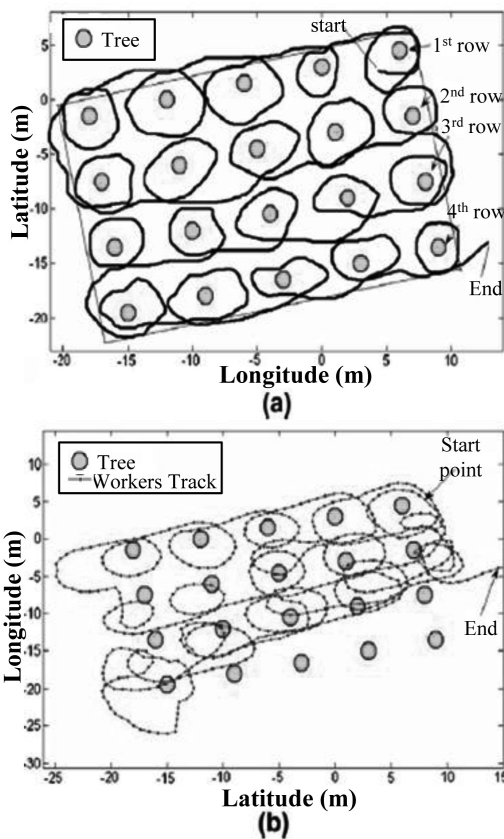 Tree
start
1st row
2nd row
3rd row
4th row
End
5
0
-5
-10
-15
-20
Latitude (m)
-20 -15 -10 -5 0 5 10
Longitude (m)
(a)
Tree
Workers Track
Start
point
End
10
5
0
-5
-10
-15
-20
-25
-30
Longitude (m)
-25 -20 -15 -10 -5 0 5 10 15
Latitude (m)
(b)